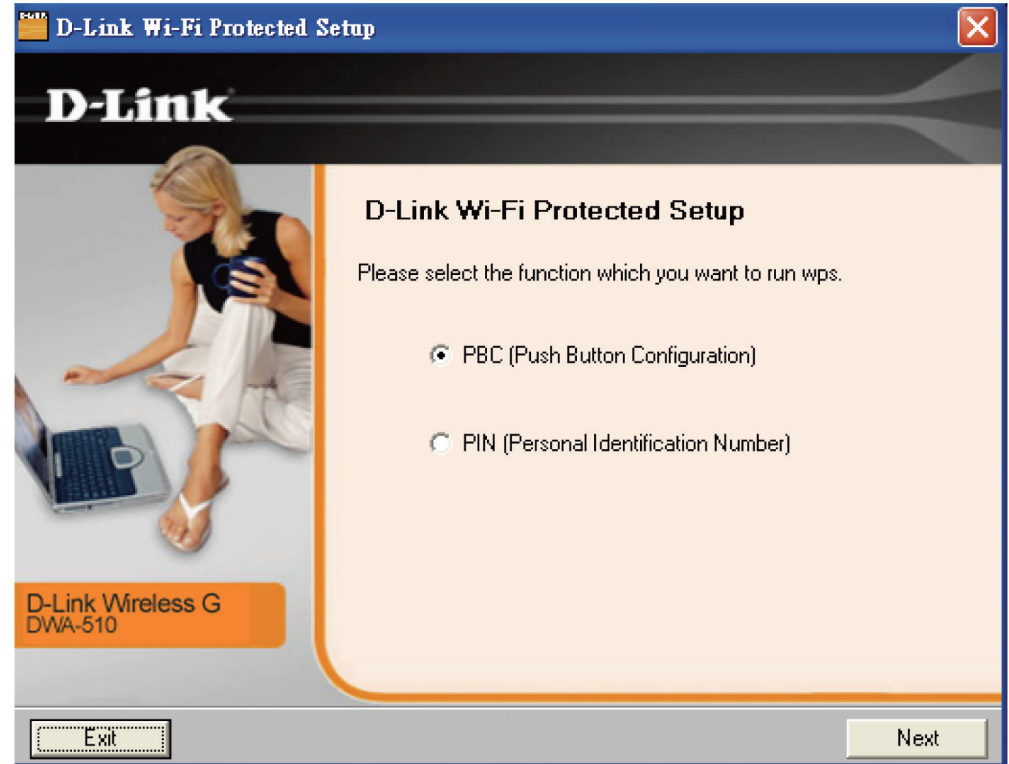 D-Link Wi-Fi Protected Setup
D-Link
D-Link Wi-Fi Protected Setup
Please select the function which you want to run wps.
PBC (Push Button Configuration)
PIN (Personal Identification Number)
D-Link Wireless G
DWA-510
Exit
Next